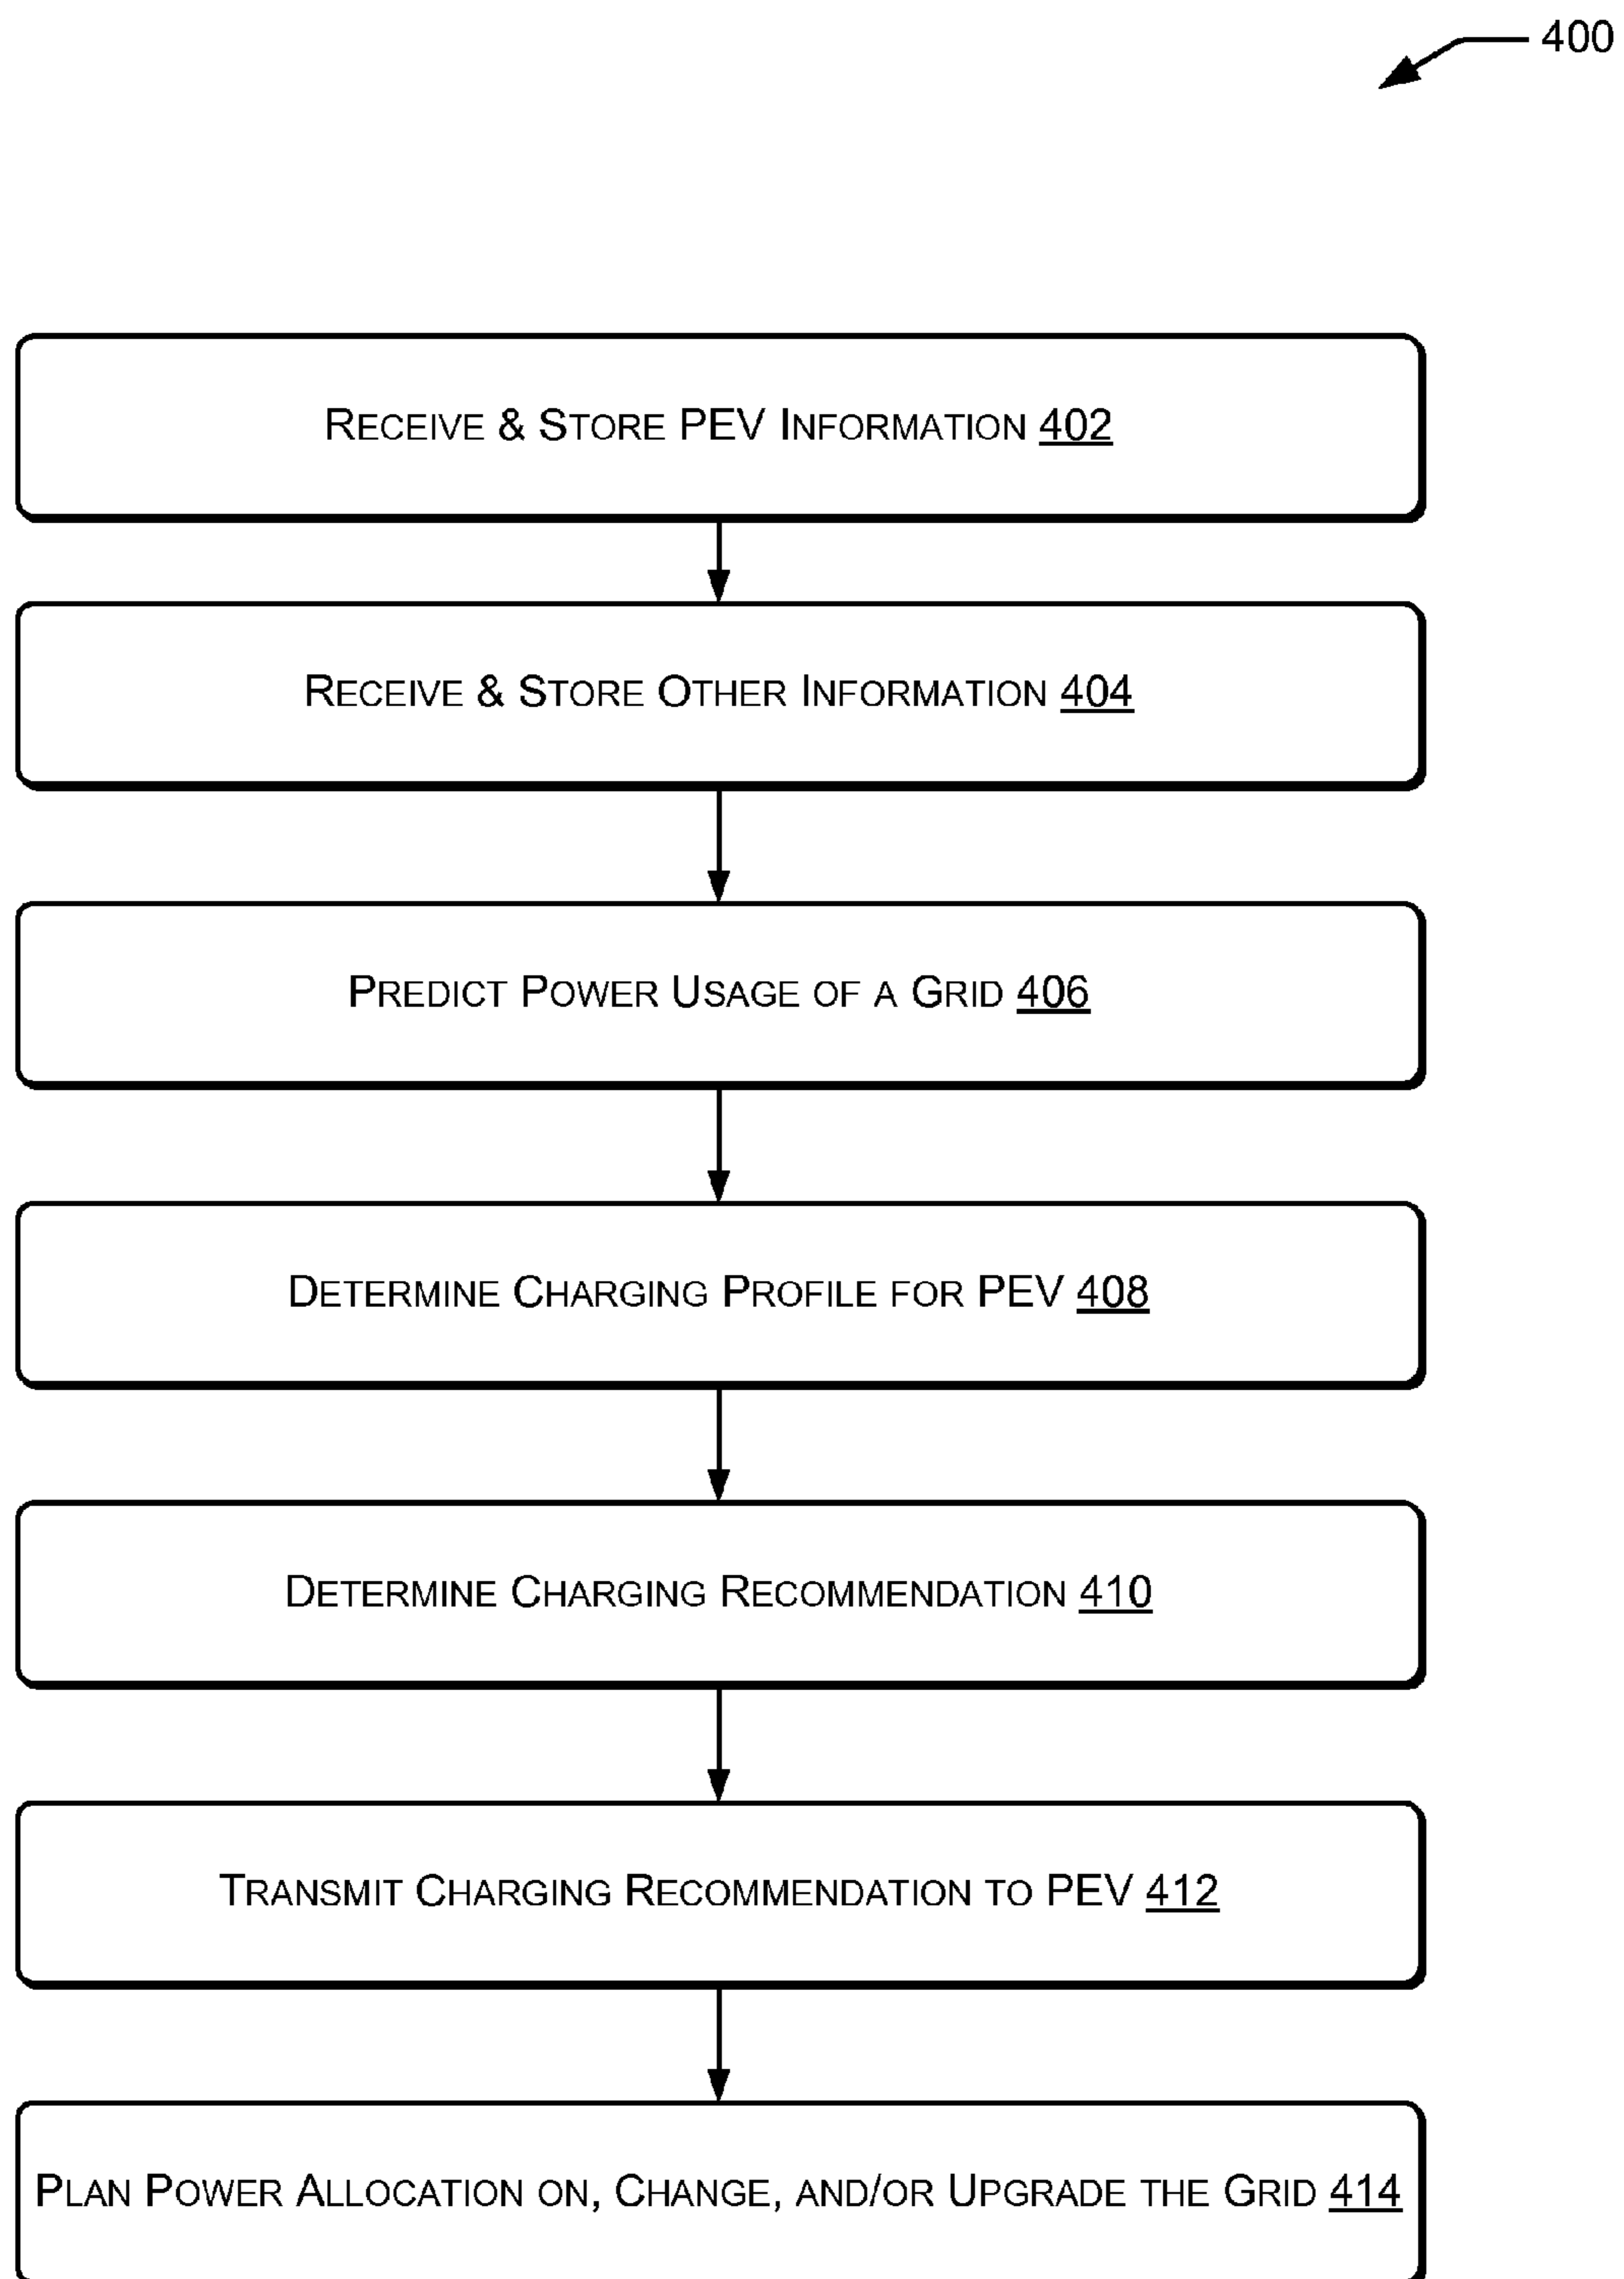 400
Receive & Store PEV Information 402
Receive & Store Other Information 404
Predict Power Usage of a Grid 406
Determine Charging Profile for PEV 408
Determine Charging Recommendation 410
Transmit Charging Recommendation to PEV 412
Plan Power Allocation on, Change, and/or Upgrade the Grid 414